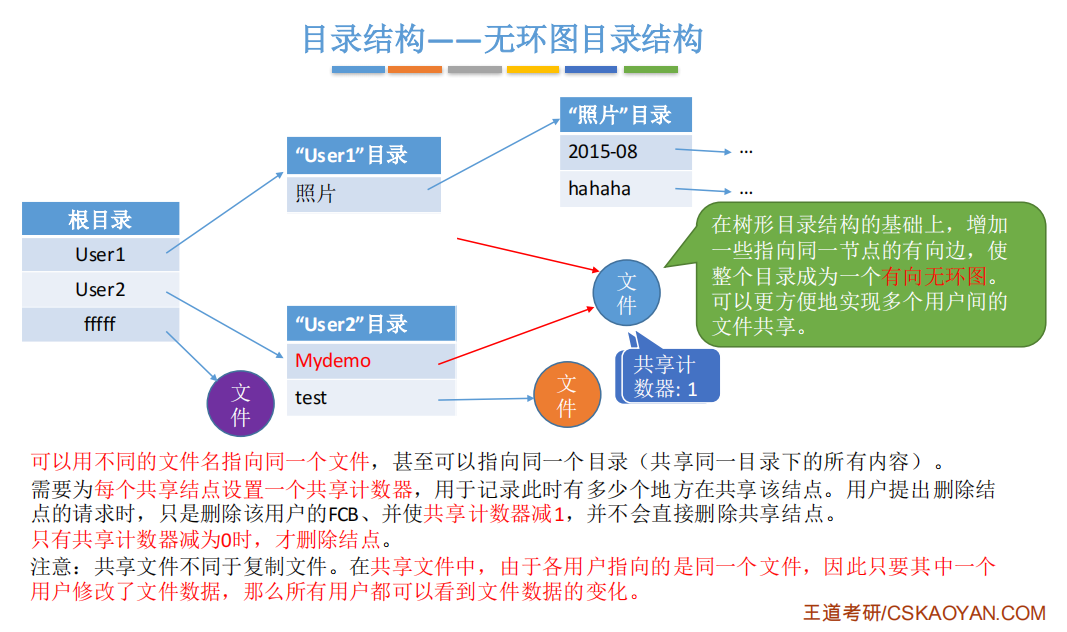 目录结构——无环图目录结构
“照片”目录
2015-08
...
hahaha
...
“User1”目录
照片
根目录
User1
User2
fffff
在树形目录结构的基础上，增加
一些指向同一节点的有向边，使
整个目录成为一个有向无环图。
可以更方便地实现多个用户间的
文件共享。
文
件
“User2”目录
Mydemo
test
共享计
数器: 1
文
件
文
件
可以用不同的文件名指向同一个文件，甚至可以指向同一个目录（共享同一目录下的所有内容）。
需要为每个共享结点设置一个共享计数器，用于记录此时有多少个地方在共享该结点。用户提出删除结
点的请求时，只是删除该用户的FCB、并使共享计数器减1，并不会直接删除共享结点。
只有共享计数器减为0时，才删除结点。
注意：共享文件不同于复制文件。在共享文件中，由于各用户指向的是同一个文件，因此只要其中一个
用户修改了文件数据，那么所有用户都可以看到文件数据的变化。
王道考研/CSKAOYAN.COM